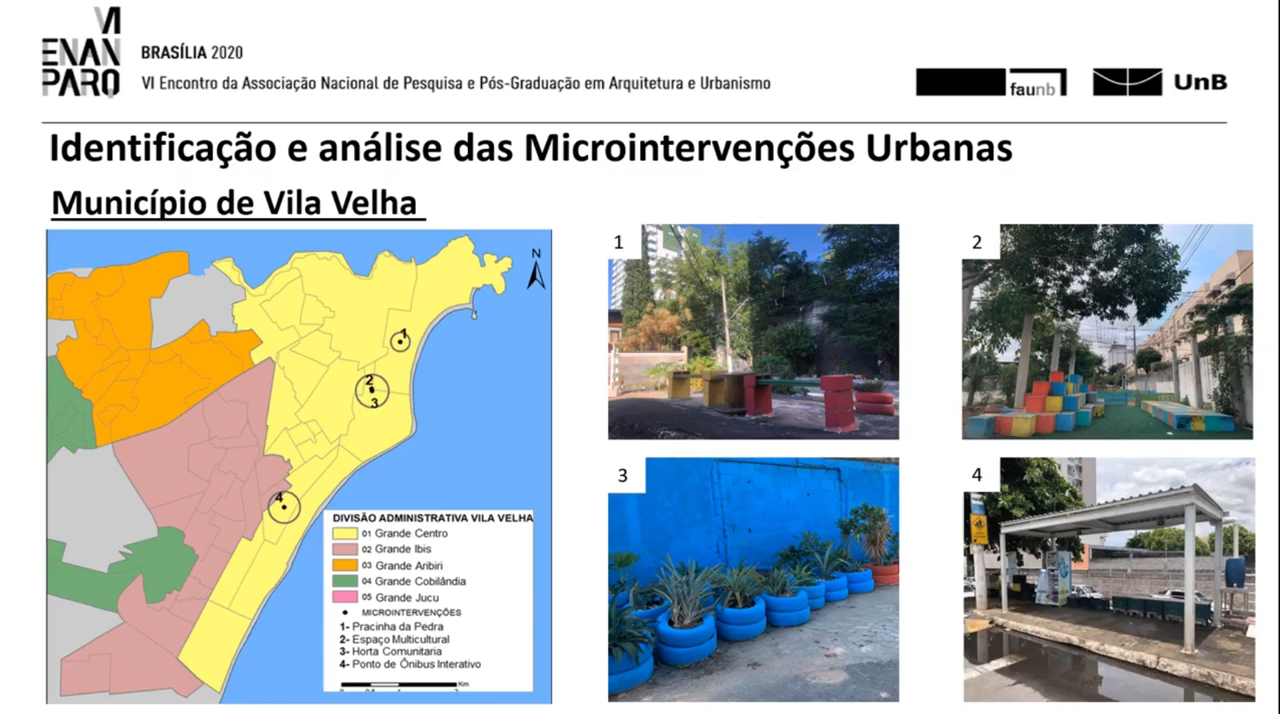 VI
ENAN
PARQ
BRASÍLIA 2020
VI Encontro da Associação Nacional de Pesquisa e Pós-Graduação em Arquitetura e Urbanismo
faunb
UnB
Identificação e análise das Microintervenções Urbanas
Município de Vila Velha
N
1
2
3
4
DIVISÃO ADMINISTRATIVA VILA VELHA
01 Grande Centro
02 Grande Ibis
03 Grande Aribiri
04 Grande Cobilândia
05 Grande Jucu
MICROINTERVENÇÕES
1- Pracinha da Pedra
2- Espaço Multicultural
3- Horta Comunitaria
4- Ponto de Ônibus Interativo
Km
1
2
3
4